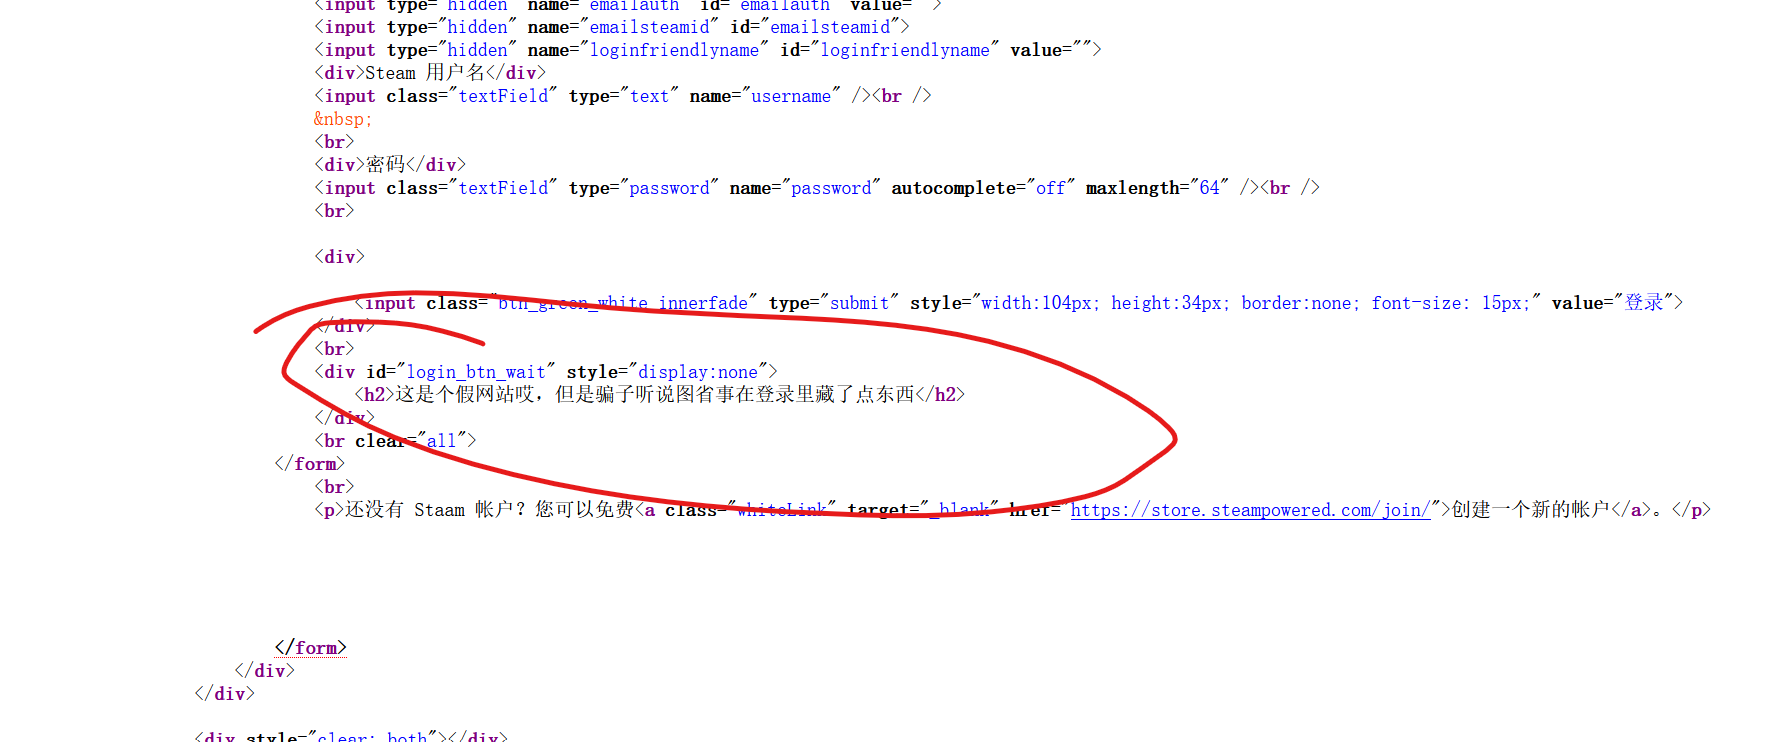 <input type="hidden" name="emailauth" id="emailauth" value="">
<input type="hidden" name="emailsteamid" id="emailsteamid">
<input type="hidden" name="loginfriendlyname" id="loginfriendlyname" value="">
<div>Steam 用户名</div>
<input class="textField" type="text" name="username" /><br />
&nbsp;
<br>
<div>密码</div>
<input class="textField" type="password" name="password" autocomplete="off" maxlength="64" /><br />
<br>
<div>
<input class="btn_green_white_innerfade" type="submit" style="width:104px; height:34px; border:none; font-size: 15px;" value="登录">
</div>
<br>
<div id="login_btn_wait" style="display:none">
<h2>这是个假网站哎，但是骗子听说图省事在登录里藏了点东西</h2>
</div>
<br clear="all">
</form>
<br>
<p>还没有 Staam 帐户？您可以免费<a class="whiteLink" target="_blank" href="https://store.steampowered.com/join/">创建一个新的帐户</a>。</p>
</form>
</div>
</div>
<div style="clear: both"></div>